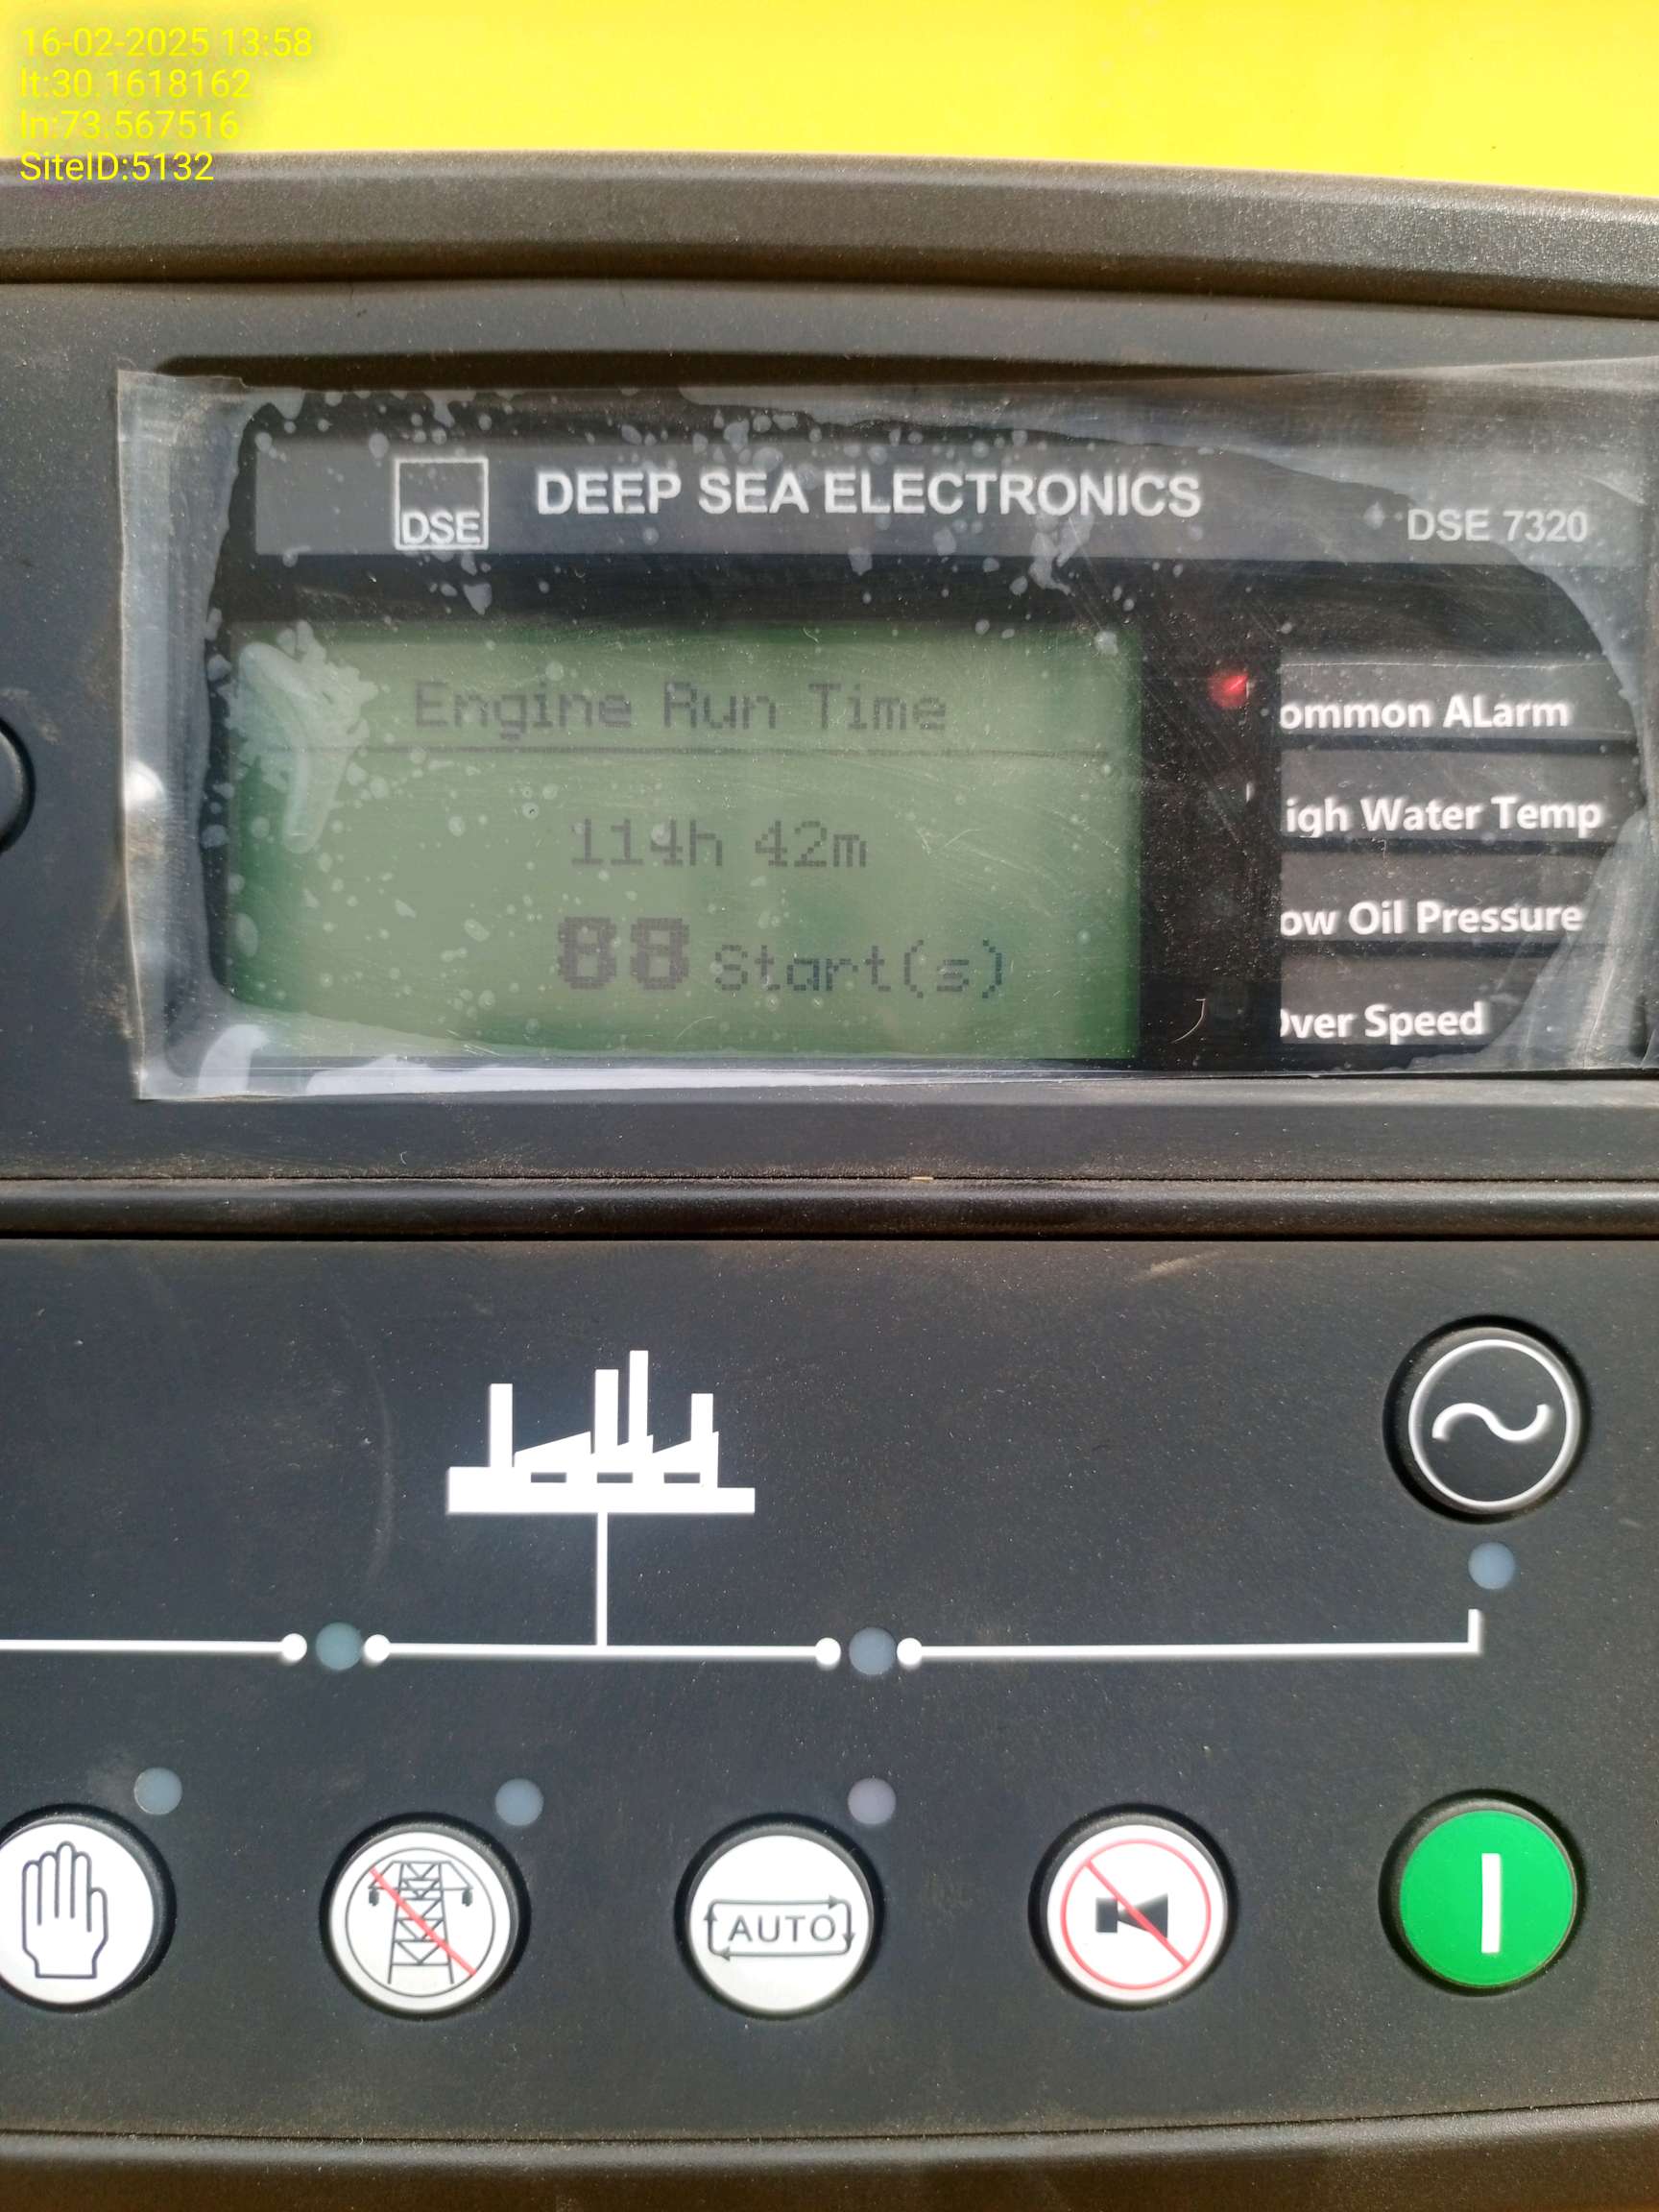 16-02-2025 13:58
lt:30.1618162
ln:73.567516
SiteID:5132
DSE
DEEP SEA ELECTRONICS
DSE 7320
Engine Run Time
114h 42m
88 Start(s)
ommon ALarm
igh Water Temp
ow Oil Pressure
ver Speed
AUTO